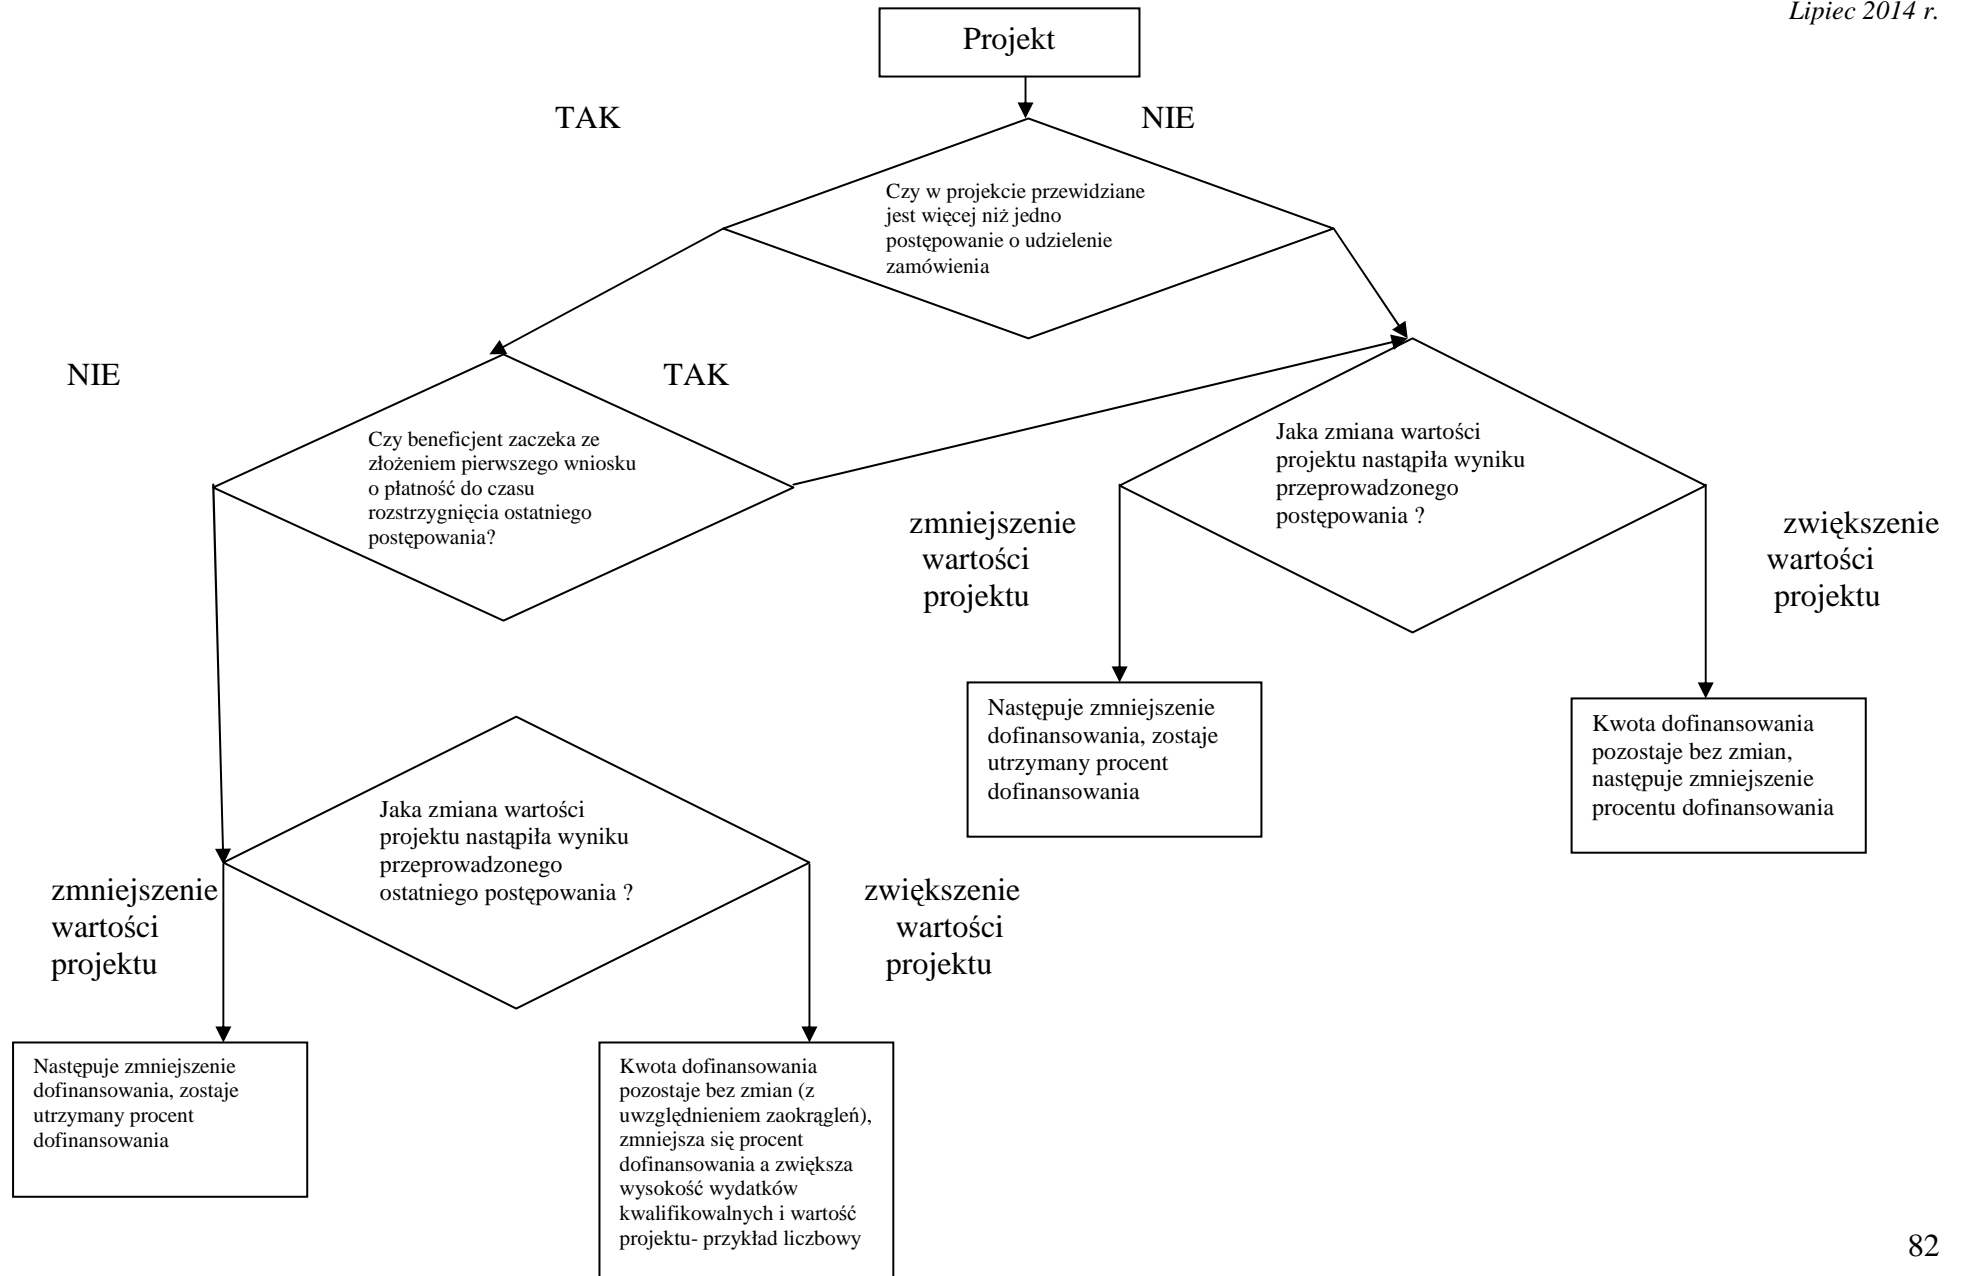 Lipiec 2014 r.
Projekt
TAK
NIE
Czy w projekcie przewidziane
jest więcej niż jedno
postępowanie o udzielenie
zamówienia
NIE
TAK
Czy beneficjent zaczeka ze
złożeniem pierwszego wniosku
o płatność do czasu
rozstrzygnięcia ostatniego
postępowania?
Jaka zmiana wartości
projektu nastąpiła wyniku
przeprowadzonego
postępowania ?
zmniejszenie
wartości
projektu
zwiększenie
wartości
projektu
Następuje zmniejszenie
dofinansowania, zostaje
utrzymany procent
dofinansowania
Kwota dofinansowania
pozostaje bez zmian,
następuje zmniejszenie
procentu dofinansowania
Jaka zmiana wartości
projektu nastąpiła wyniku
przeprowadzonego
ostatniego postępowania ?
zmniejszenie
wartości
projektu
zwiększenie
wartości
projektu
Następuje zmniejszenie
dofinansowania, zostaje
utrzymany procent
dofinansowania
Kwota dofinansowania
pozostaje bez zmian (z
uwzględnieniem zaokrągleń),
zmniejsza się procent
dofinansowania a zwiększa
wysokość wydatków
kwalifikowalnych i wartość
projektu- przykład liczbowy
82